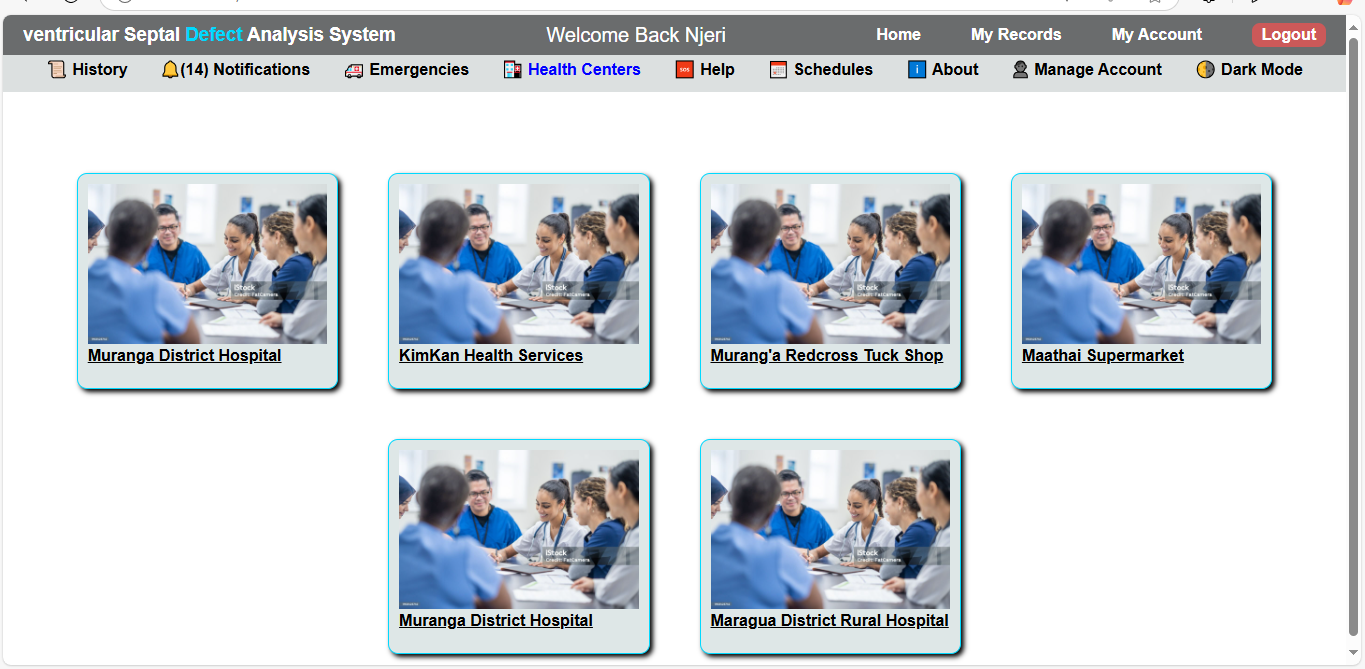 ventricular Septal Defect Analysis System
Welcome Back Njeri
Home
My Records
My Account
Logout
History
(14) Notifications
Emergencies
Health Centers
Help
Schedules
About
Manage Account
Dark Mode
iStock
Credit: FatCamera
Muranga District Hospital
iStock
Credit: FatCamera
KimKan Health Services
iStock
Credit: FatCamera
Murang'a Redcross Tuck Shop
iStock
Credit: FatCamera
Maathai Supermarket
iStock
Credit: FatCamera
Muranga District Hospital
iStock
Credit: FatCamera
Maragua District Rural Hospital